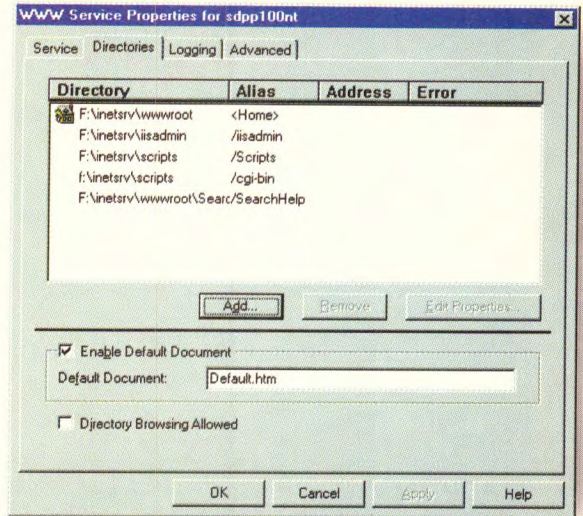 WWW Service Properties for sdpp100nt
Service Directories Logging Advanced
Directory Alias Address Error
F:\inetsrv\wwwroot <Home>
F:\inetsrv\iisadmin /iisadmin
F:\inetsrv\scripts /Scripts
f:\inetsrv\scripts /cgi-bin
F:\inetsrv\wwwroot\Searc/SearchHelp
Add... Remove Edit Properties...
Enable Default Document
Default Document: Default.htm
Directory Browsing Allowed
OK Cancel Apply Help